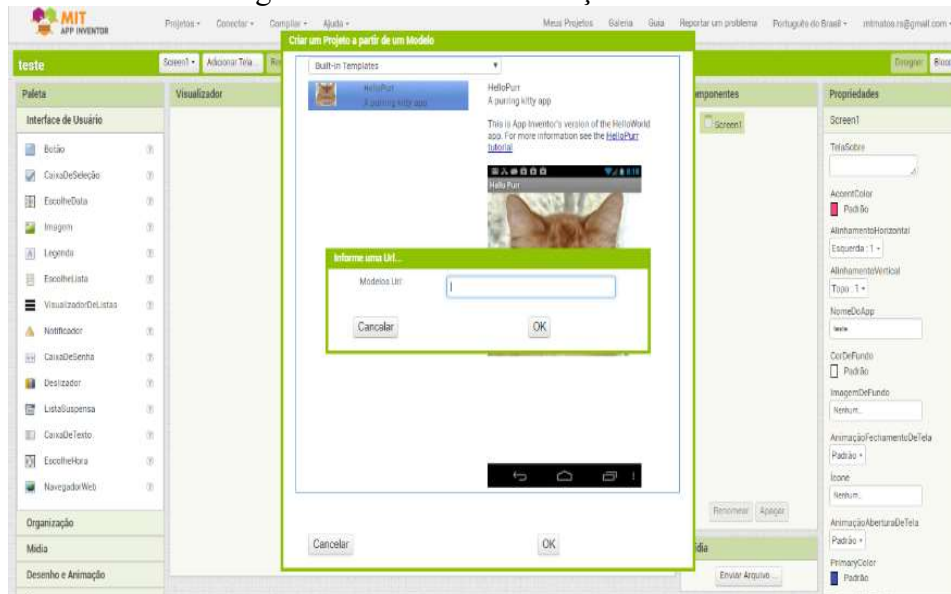 MIT
APP INVENTOR
Projetos
Conectar
Compilar
Ajuda
Meus Projetos
Galeria
Guia
Reportar um problema
Português do Brasil
teste
Screen1
Adicionar Tela ...
Designer
Paleta
Interface de Usuário
Botão
CaixaDeSeleção
EscolheData
Imagem
Legenda
EscolheLista
VisualizadorDeListas
Notificador
CaixaDeSenha
Deslizador
ListaSuspensa
CaixaDeTexto
EscolheHora
NavegadorWeb
Organização
Mídia
Desenho e Animação
Visualizador
Criar um Projeto a partir de um Modelo
Built-in Templates
HelloPurr
A purring kitty app
HelloPurr
A purring kitty app
This is App Inventor's version of the HelloWorld
app. For more information see the HelloPurr
tutorial
8:18
Hello Purr
Informe uma Url...
Modelos Url:
Cancelar
OK
Cancelar
OK
omponentes
Screen1
Renomear
Apagar
dia
Enviar Arquivo ...
Propriedades
Screen1
TelaSobre
AccentColor
Padrão
AlinhamentoHorizontal
Esquerda : 1
AlinhamentoVertical
Topo : 1
NomeDoApp
teste
CorDeFundo
Padrão
ImagemDeFundo
Nenhum...
AnimaçãoFechamentoDeTela
Padrão
Ícone
Nenhum...
AnimaçãoAberturaDeTela
Padrão
PrimaryColor
Padrão